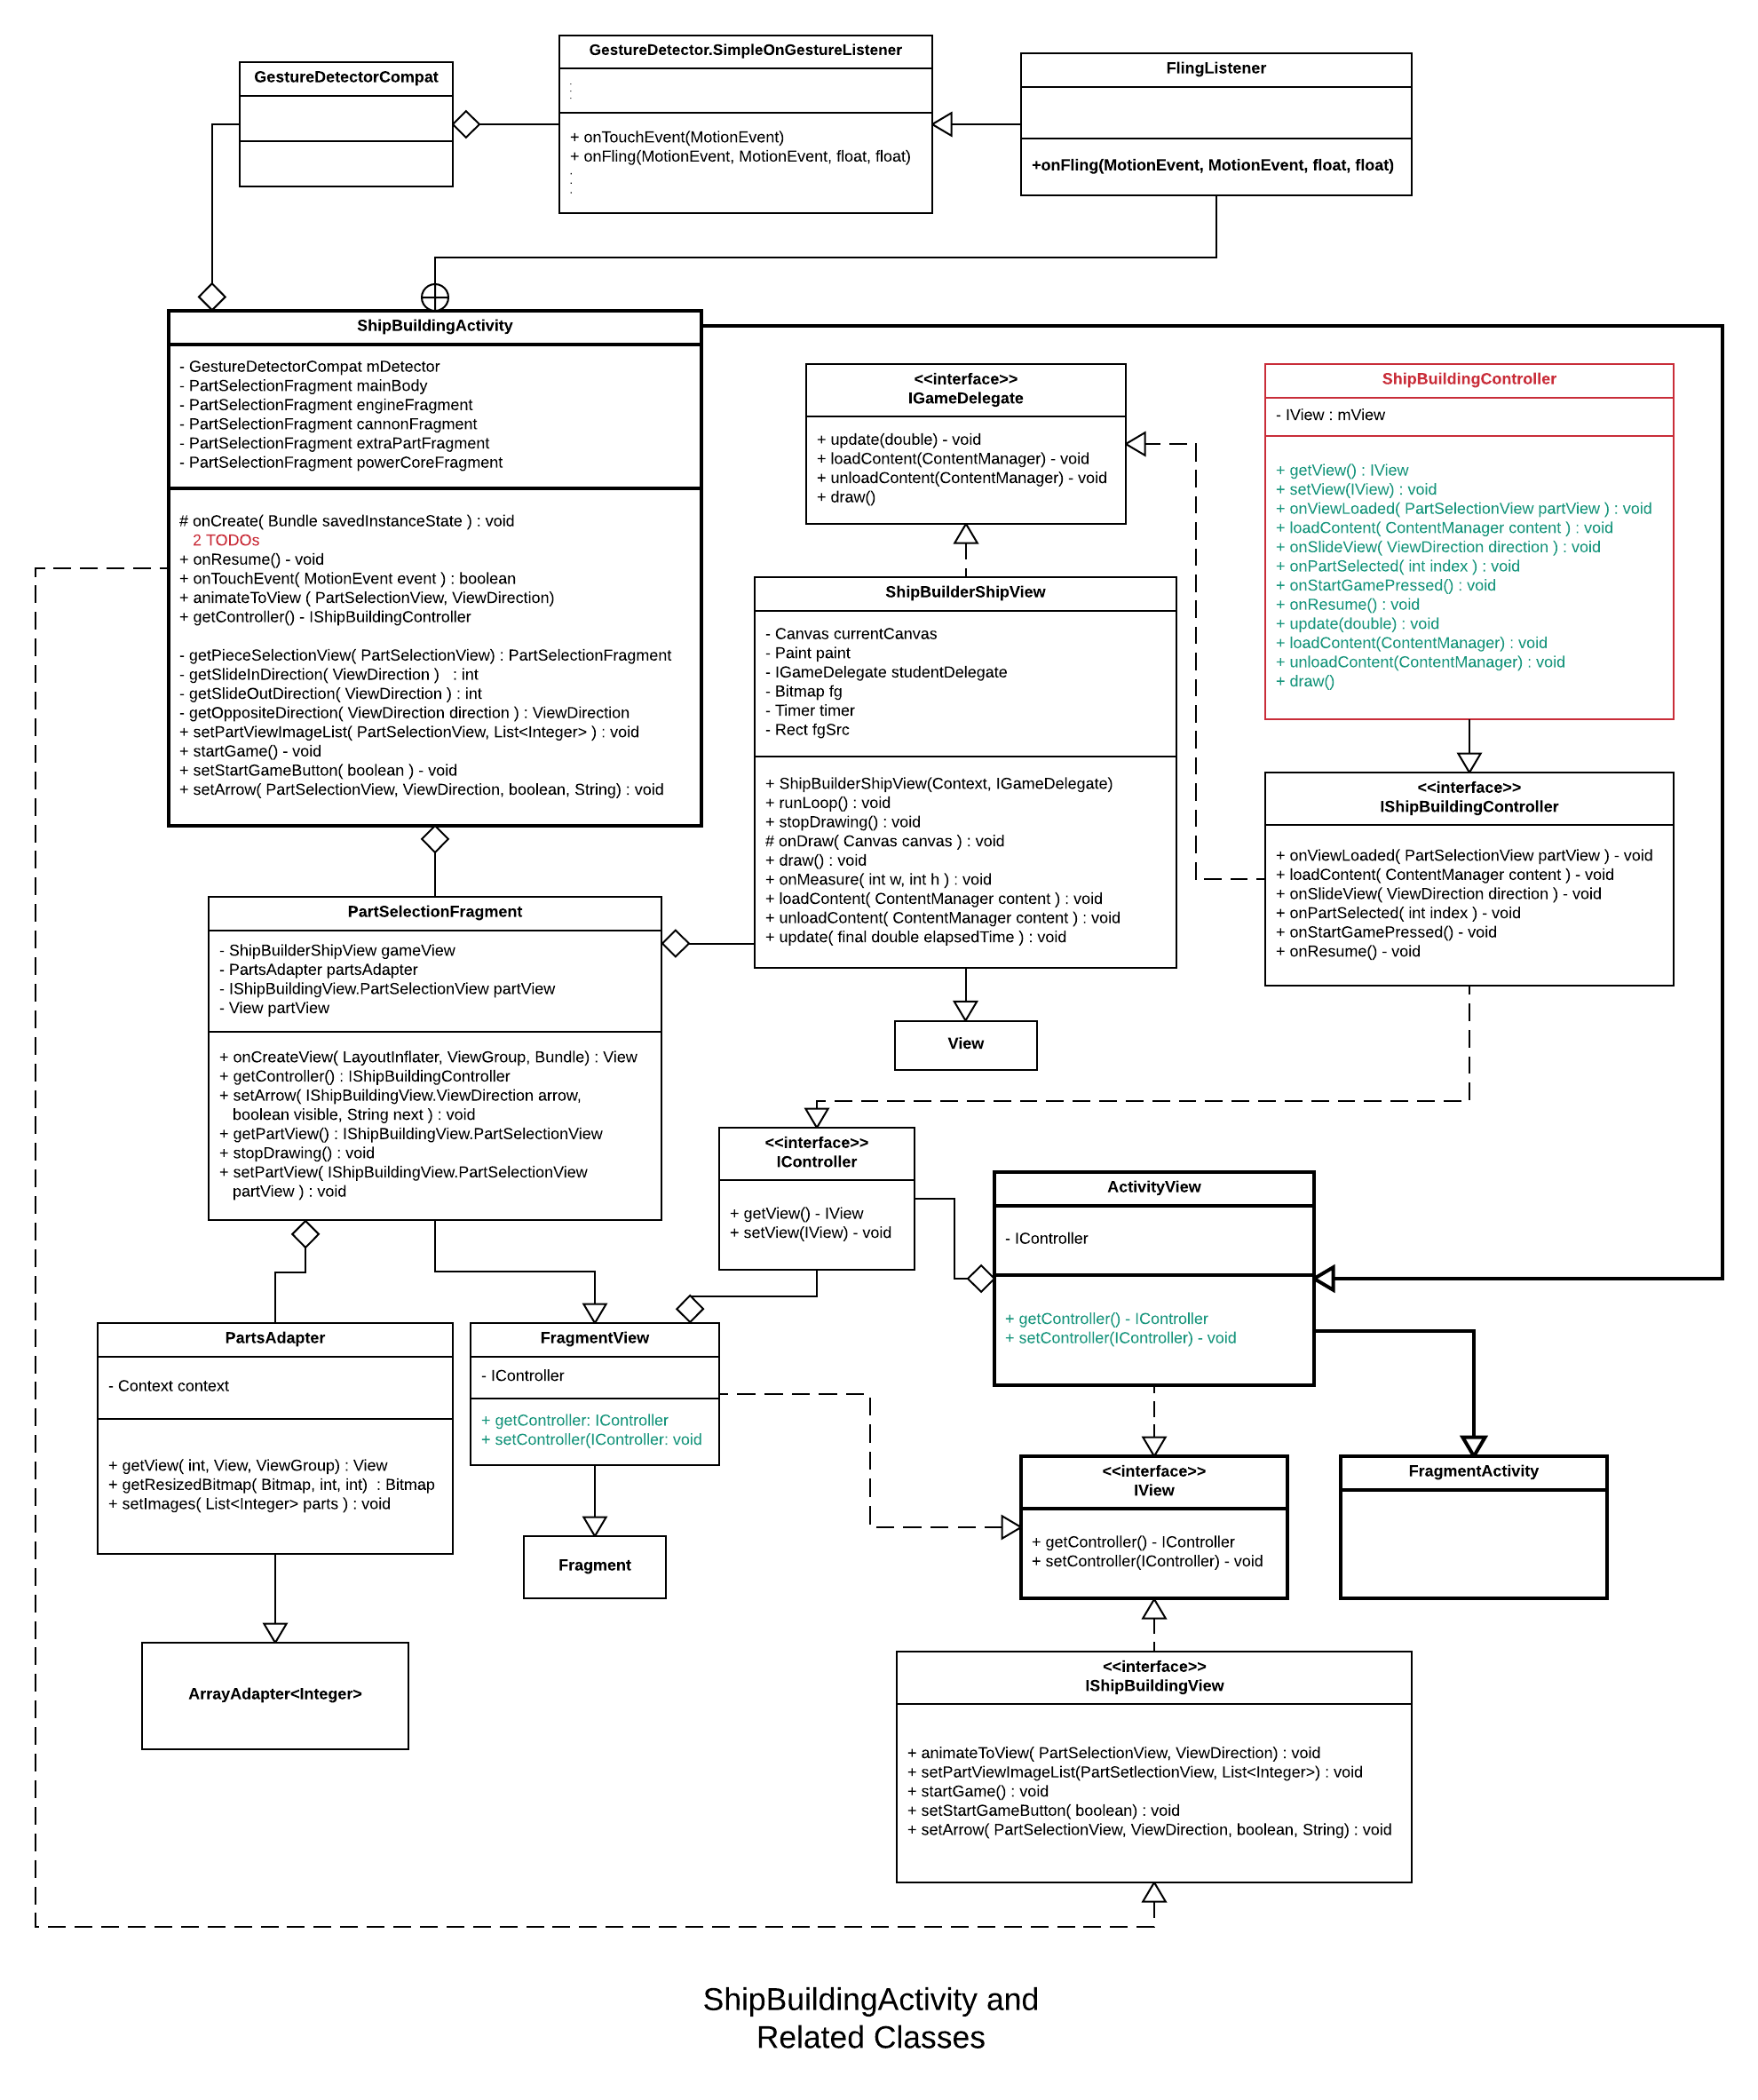 GestureDetectorCompat
GestureDetector.SimpleOnGestureListener
:
+ onTouchEvent(MotionEvent)
+ onFling(MotionEvent, MotionEvent, float, float)
:
FlingListener
+onFling(MotionEvent, MotionEvent, float, float)
ShipBuildingActivity
- GestureDetectorCompat mDetector
- PartSelectionFragment mainBody
- PartSelectionFragment engineFragment
- PartSelectionFragment cannonFragment
- PartSelectionFragment extraPartFragment
- PartSelectionFragment powerCoreFragment
# onCreate( Bundle savedInstanceState ) : void
2 TODOs
+ onResume() - void
+ onTouchEvent( MotionEvent event ) : boolean
+ animateToView ( PartSelectionView, ViewDirection)
+ getController() - IShipBuildingController
- getPieceSelectionView( PartSelectionView) : PartSelectionFragment
- getSlideInDirection( ViewDirection )   : int
- getSlideOutDirection( ViewDirection ) : int
- getOppositeDirection( ViewDirection direction ) : ViewDirection
+ setPartViewImageList( PartSelectionView, List<Integer> ) : void
+ startGame() - void
+ setStartGameButton( boolean ) - void
+ setArrow( PartSelectionView, ViewDirection, boolean, String) : void
<<interface>>
IGameDelegate
+ update(double) - void
+ loadContent(ContentManager) - void
+ unloadContent(ContentManager) - void
+ draw()
ShipBuildingController
- IView : mView
+ getView() : IView
+ setView(IView) : void
+ onViewLoaded( PartSelectionView partView ) : void
+ loadContent( ContentManager content ) : void
+ onSlideView( ViewDirection direction ) : void
+ onPartSelected( int index ) : void
+ onStartGamePressed() : void
+ onResume() : void
+ update(double) : void
+ loadContent(ContentManager) : void
+ unloadContent(ContentManager) : void
+ draw()
ShipBuilderShipView
- Canvas currentCanvas
- Paint paint
- IGameDelegate studentDelegate
- Bitmap fg
- Timer timer
- Rect fgSrc
+ ShipBuilderShipView(Context, IGameDelegate)
+ runLoop() : void
+ stopDrawing() : void
# onDraw( Canvas canvas ) : void
+ draw() : void
+ onMeasure( int w, int h ) : void
+ loadContent( ContentManager content ) : void
+ unloadContent( ContentManager content ) : void
+ update( final double elapsedTime ) : void
<<interface>>
IShipBuildingController
+ onViewLoaded( PartSelectionView partView ) - void
+ loadContent( ContentManager content ) - void
+ onSlideView( ViewDirection direction ) - void
+ onPartSelected( int index ) - void
+ onStartGamePressed() - void
+ onResume() - void
PartSelectionFragment
- ShipBuilderShipView gameView
- PartsAdapter partsAdapter
- IShipBuildingView.PartSelectionView partView
- View partView
+ onCreateView( LayoutInflater, ViewGroup, Bundle) : View
+ getController() : IShipBuildingController
+ setArrow( IShipBuildingView.ViewDirection arrow,
boolean visible, String next ) : void
+ getPartView() : IShipBuildingView.PartSelectionView
+ stopDrawing() : void
+ setPartView( IShipBuildingView.PartSelectionView
partView ) : void
View
<<interface>>
IController
+ getView() - IView
+ setView(IView) - void
ActivityView
- IController
+ getController() - IController
+ setController(IController) - void
PartsAdapter
- Context context
+ getView( int, View, ViewGroup) : View
+ getResizedBitmap( Bitmap, int, int)  : Bitmap
+ setImages( List<Integer> parts ) : void
FragmentView
- IController
+ getController: IController
+ setController(IController: void
<<interface>>
IView
+ getController() - IController
+ setController(IController) - void
FragmentActivity
Fragment
ArrayAdapter<Integer>
<<interface>>
IShipBuildingView
+ animateToView( PartSelectionView, ViewDirection) : void
+ setPartViewImageList(PartSetlectionView, List<Integer>) : void
+ startGame() : void
+ setStartGameButton( boolean) : void
+ setArrow( PartSelectionView, ViewDirection, boolean, String) : void
ShipBuildingActivity and
Related Classes